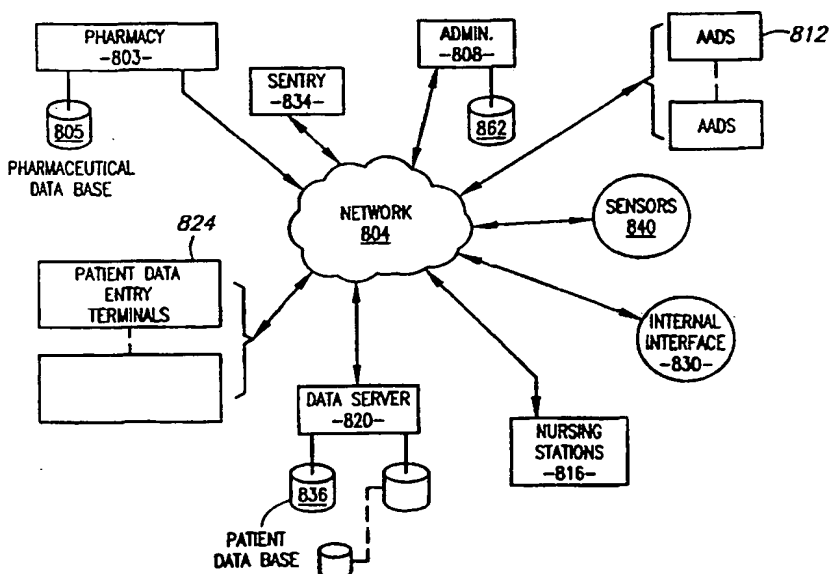 PHARMACY
-803-
ADMIN.
-808-
AADS
812
SENTRY
-834-
805
862
AADS
PHARMACEUTICAL
DATA BASE
NETWORK
804
SENSORS
840
824
PATIENT DATA
ENTRY
TERMINALS
INTERNAL
INTERFACE
-830-
DATA SERVER
-820-
NURSING
STATIONS
-816-
836
PATIENT
DATA BASE